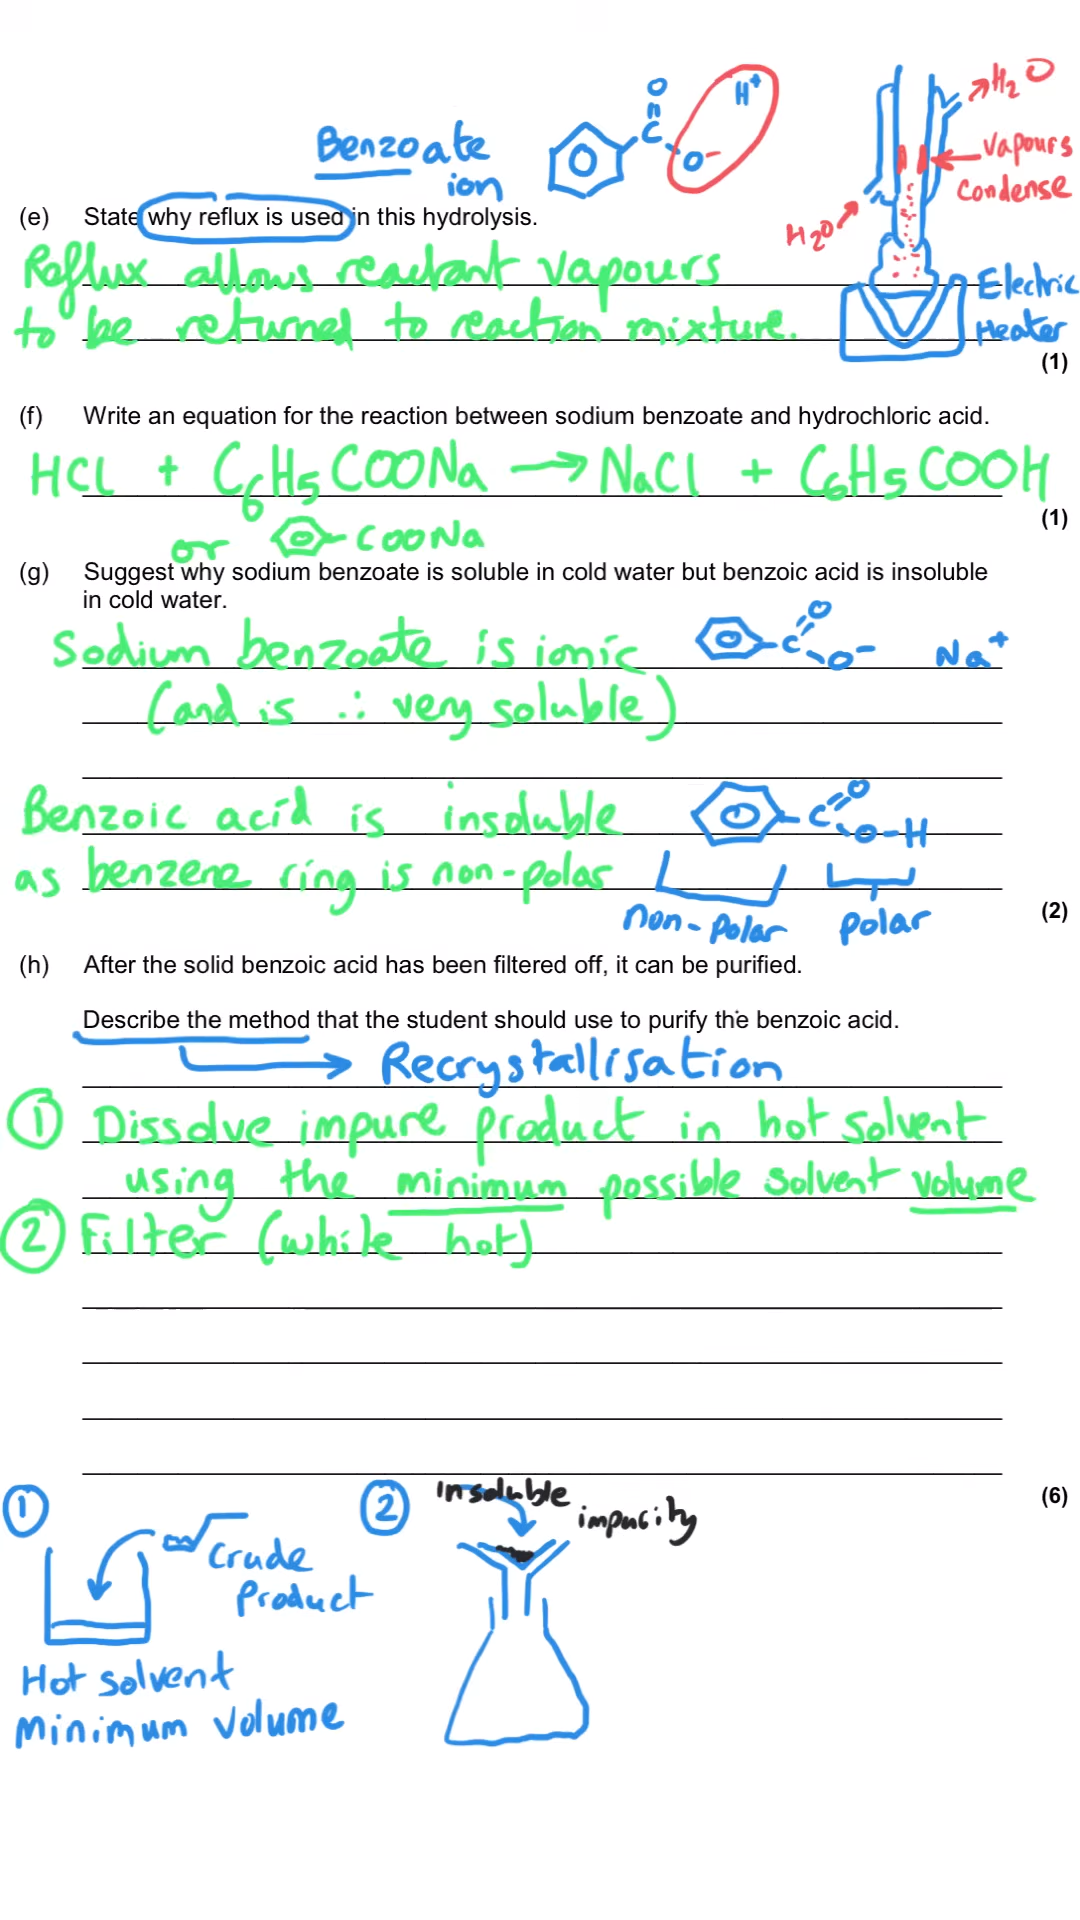 Benzoate
ion
O
C
O⁻
H⁺
→H₂O
Vapours
Condense
H₂O
Electric
Heater
(e) State why reflux is used in this hydrolysis.
Reflux allows reactant vapours
to be returned to reaction mixture.
(1)
(f) Write an equation for the reaction between sodium benzoate and hydrochloric acid.
HCl + C₆H₅COONa → NaCl + C₆H₅COOH
(1)
or COONa
(g) Suggest why sodium benzoate is soluble in cold water but benzoic acid is insoluble
in cold water.
Sodium benzoate is ionic
C O O⁻ Na⁺
(and is ∴ very soluble)
Benzoic acid is insoluble
C O O-H
as benzene ring is non-polar
non-polar polar
(2)
(h) After the solid benzoic acid has been filtered off, it can be purified.
Describe the method that the student should use to purify the benzoic acid.
→ Recrystallisation
① Dissolve impure product in hot solvent
using the minimum possible solvent volume
② Filter (while hot)
(6)
①
Crude
Product
Hot solvent
Minimum volume
②
insoluble
impurity